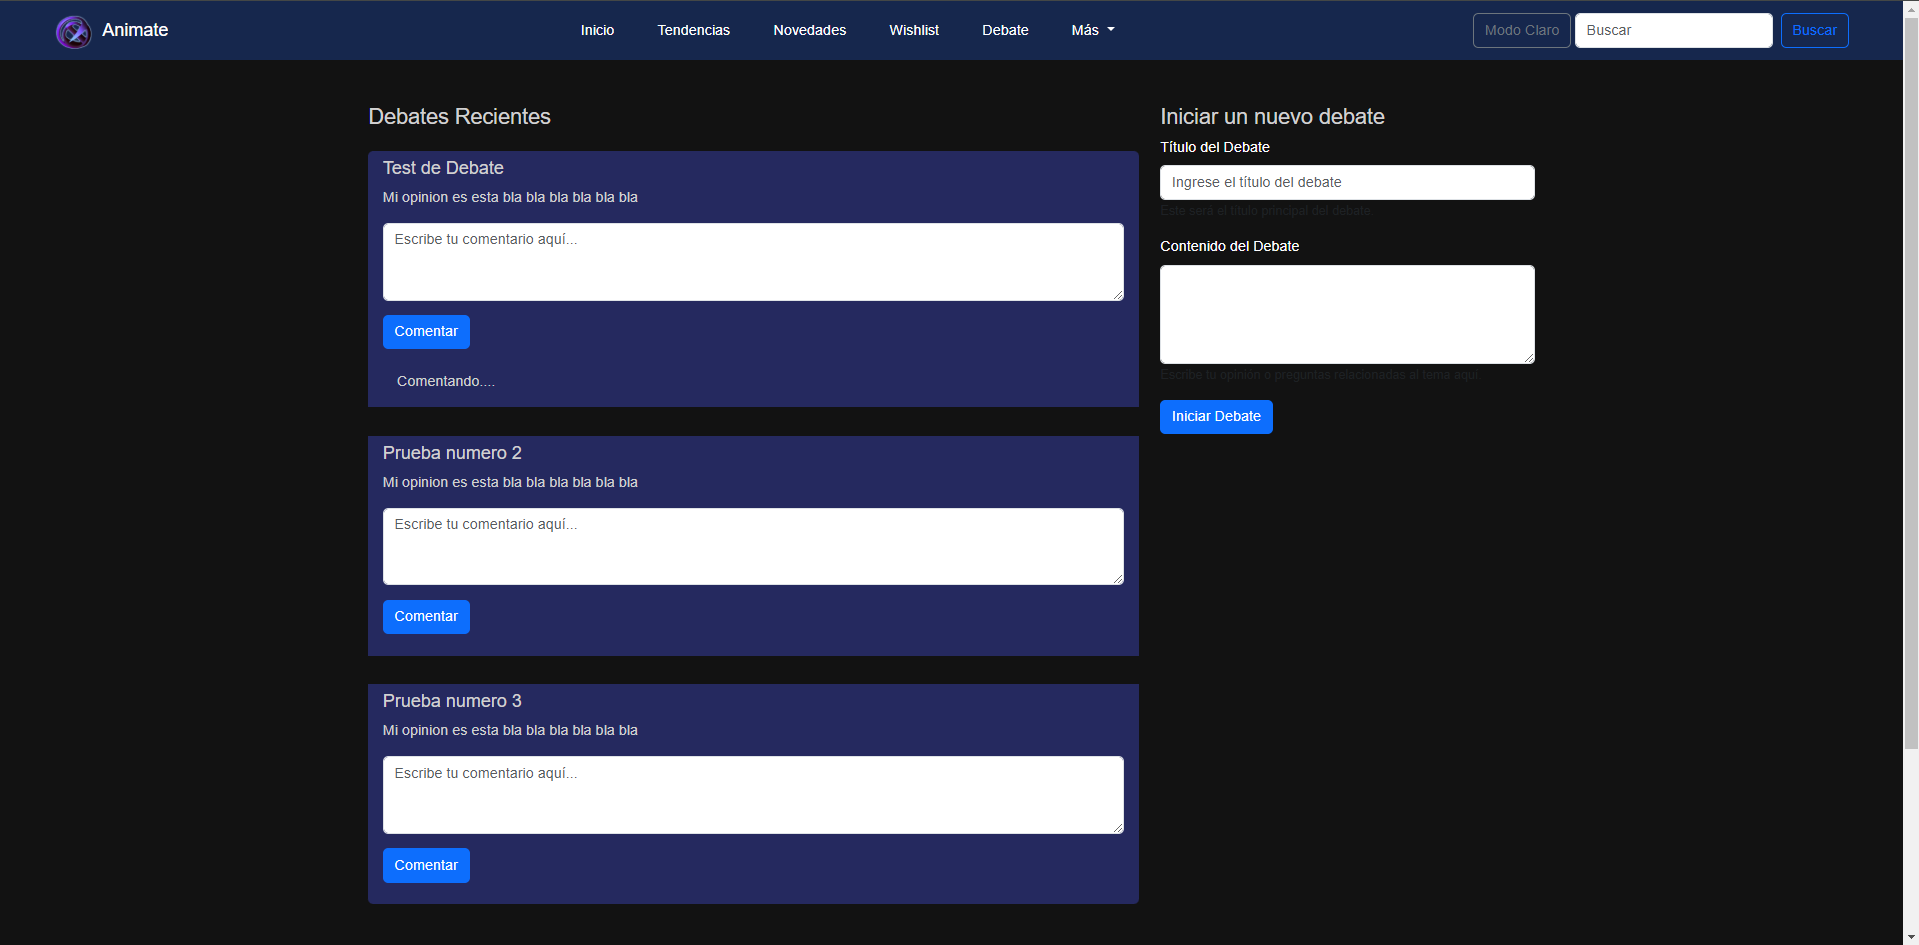 Animate
Inicio
Tendencias
Novedades
Wishlist
Debate
Más
Modo Claro
Buscar
Buscar
Debates Recientes
Test de Debate
Mi opinion es esta bla bla bla bla bla bla
Escribe tu comentario aquí...
Comentar
Comentando....
Prueba numero 2
Mi opinion es esta bla bla bla bla bla bla
Escribe tu comentario aquí...
Comentar
Prueba numero 3
Mi opinion es esta bla bla bla bla bla bla
Escribe tu comentario aquí...
Comentar
Iniciar un nuevo debate
Título del Debate
Ingrese el título del debate
Este será el título principal del debate.
Contenido del Debate
Escribe tu opinión o preguntas relacionadas al tema aquí.
Iniciar Debate